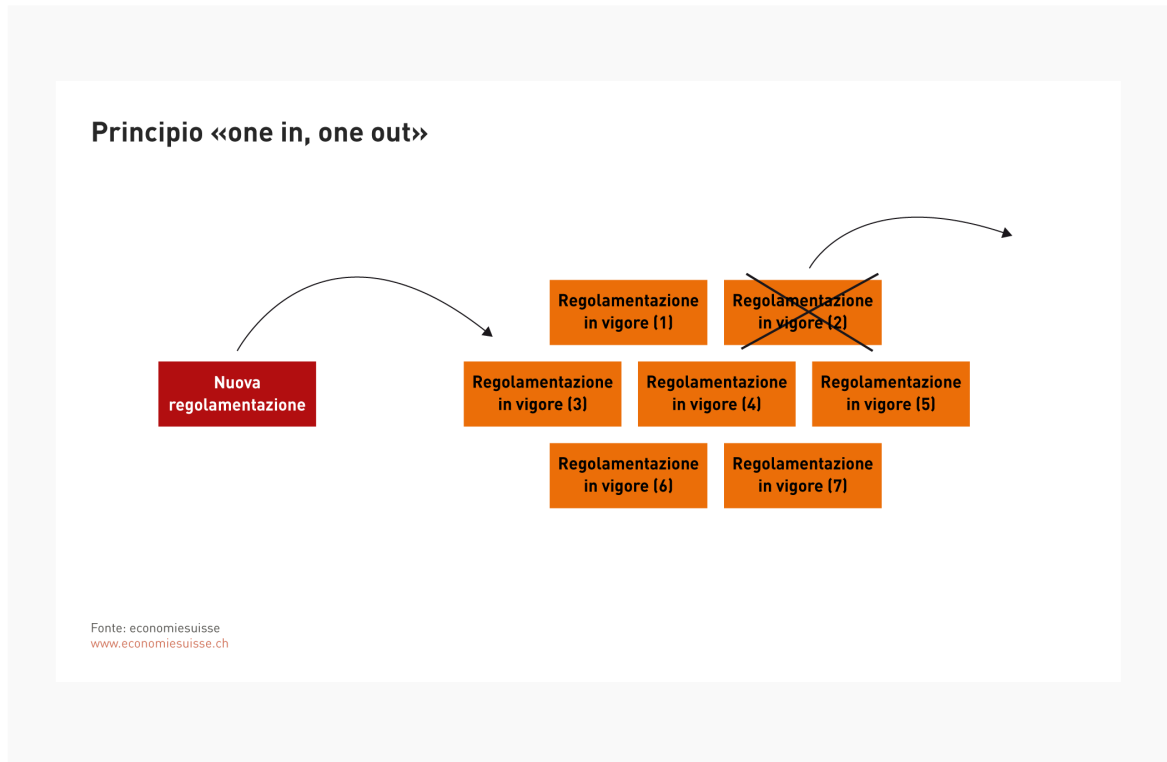 Principio «one in, one out»
Regolamentazione
in vigore (1)
Regolamentazione
in vigore (2)
Nuova
regolamentazione
Regolamentazione
in vigore (3)
Regolamentazione
in vigore (4)
Regolamentazione
in vigore (5)
Regolamentazione
in vigore (6)
Regolamentazione
in vigore (7)
Fonte: economiesuisse
www.economiesuisse.ch